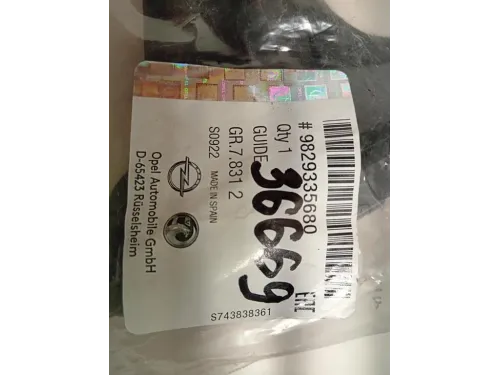 # 9829335680
Qty 1
GUIDE
GR.7.831 2
S0922 MADE IN SPAIN
36669
Opel Automobile GmbH
D-65423 Rüsselsheim
S743838361